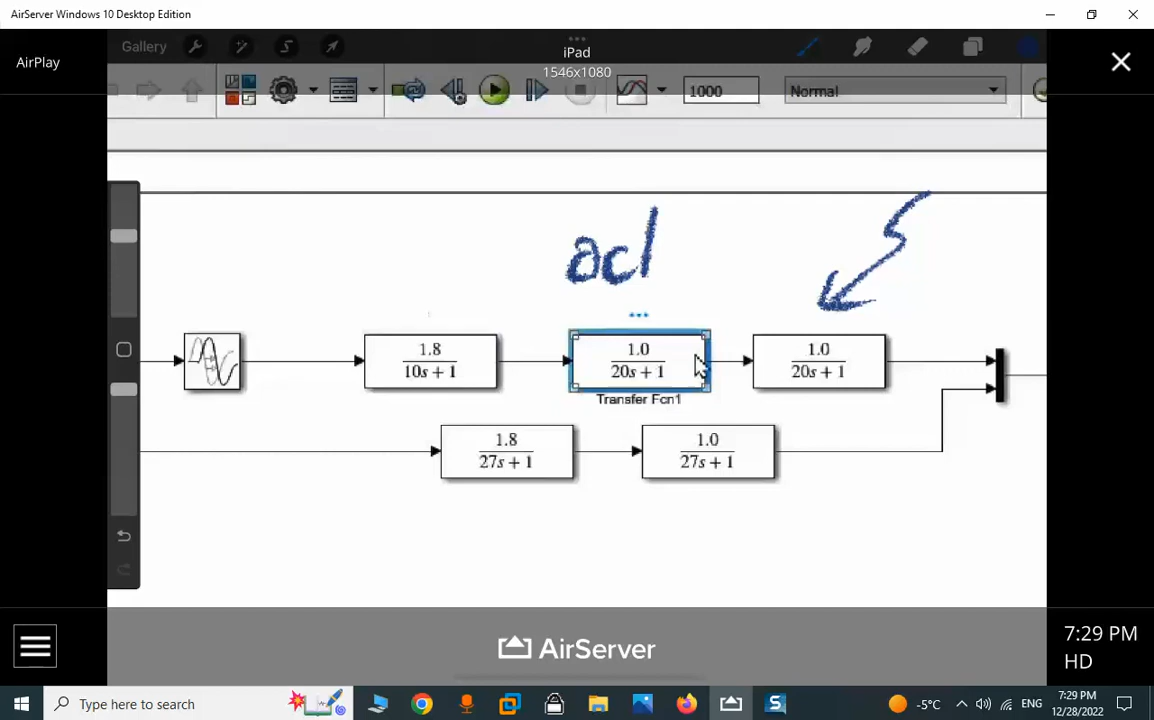 AirServer Windows 10 Desktop Edition
AirPlay
Gallery
iPad
1546x1080
1000
Normal
acl
1.8
10s + 1
1.0
20s + 1
1.0
20s + 1
Transfer Fcn1
1.8
27s + 1
1.0
27s + 1
AirServer
7:29 PM
HD
Type here to search
-5°C
ENG
7:29 PM
12/28/2022